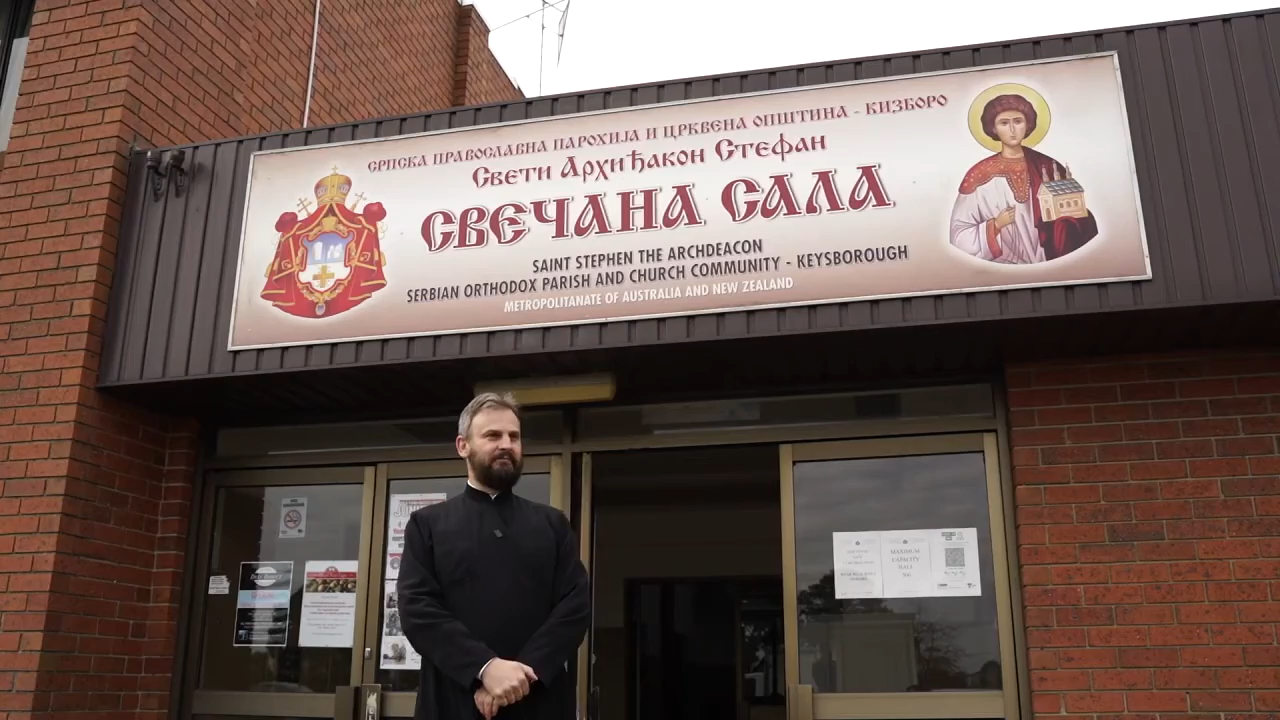 СРПСКА ПРАВОСЛАВНА ПАРОХИЈА И ЦРКВЕНА ОПШТИНА - КИЗБОРО
Свети Архиђакон Стефан
СВЕЧАНА САЛА
SAINT STEPHEN THE ARCHDEACON
SERBIAN ORTHODOX PARISH AND CHURCH COMMUNITY - KEYSBOROUGH
METROPOLITANATE OF AUSTRALIA AND NEW ZEALAND
MAXIMUM
CAPACITY
HALL